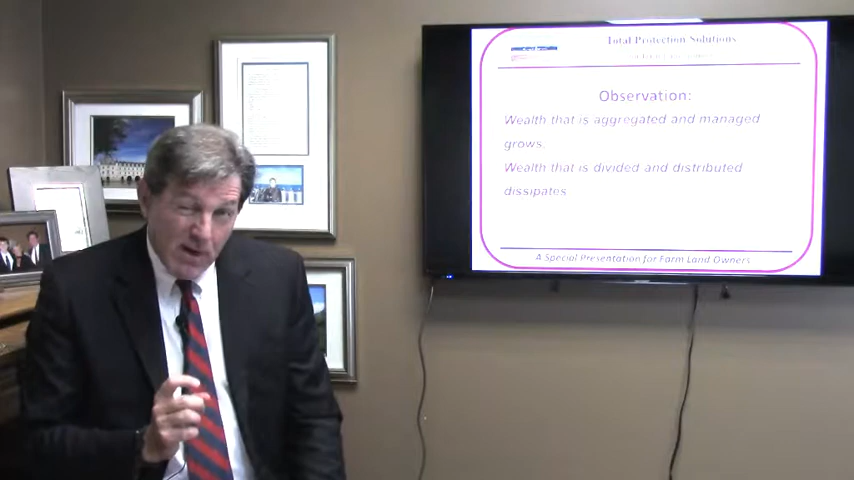 Total Protection Solutions
Observation:
Wealth that is aggregated and managed
grows.
Wealth that is divided and distributed
dissipates
A Special Presentation for Farm Land Owners